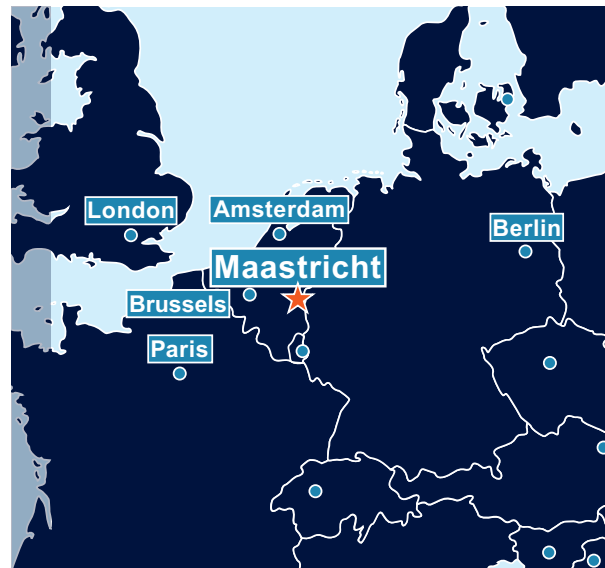 London
Amsterdam
Berlin
Maastricht
Brussels
Paris